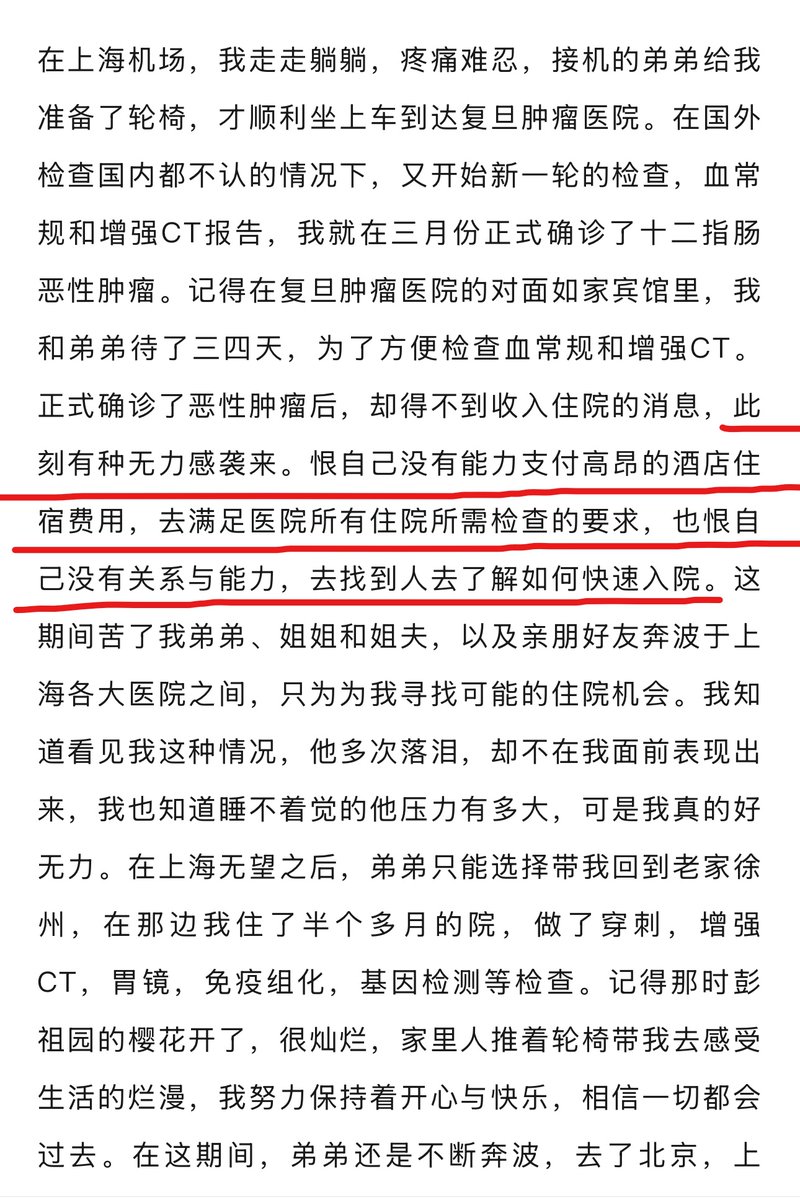 在上海机场，我走走躺躺，疼痛难忍，接机的弟弟给我
准备了轮椅，才顺利坐上车到达复旦肿瘤医院。在国外
检查国内都不认的情况下，又开始新一轮的检查，血常
规和增强CT报告，我就在三月份正式确诊了十二指肠
恶性肿瘤。记得在复旦肿瘤医院的对面如家宾馆里，我
和弟弟待了三四天，为了方便检查血常规和增强CT。
正式确诊了恶性肿瘤后，却得不到收入住院的消息，此
刻有种无力感袭来。恨自己没有能力支付高昂的酒店住
宿费用，去满足医院所有住院所需检查的要求，也恨自
己没有关系与能力，去找到人去了解如何快速入院。这
期间苦了我弟弟、姐姐和姐夫，以及亲朋好友奔波于上
海各大医院之间，只为为我寻找可能的住院机会。我知
道看见我这种情况，他多次落泪，却不在我面前表现出
来，我也知道睡不着觉的他压力有多大，可是我真的好
无力。在上海无望之后，弟弟只能选择带我回到老家徐
州，在那边我住了半个多月的院，做了穿刺，增强
CT，胃镜，免疫组化，基因检测等检查。记得那时彭
祖园的樱花开了，很灿烂，家里人推着轮椅带我去感受
生活的烂漫，我努力保持着开心与快乐，相信一切都会
过去。在这期间，弟弟还是不断奔波，去了北京，上